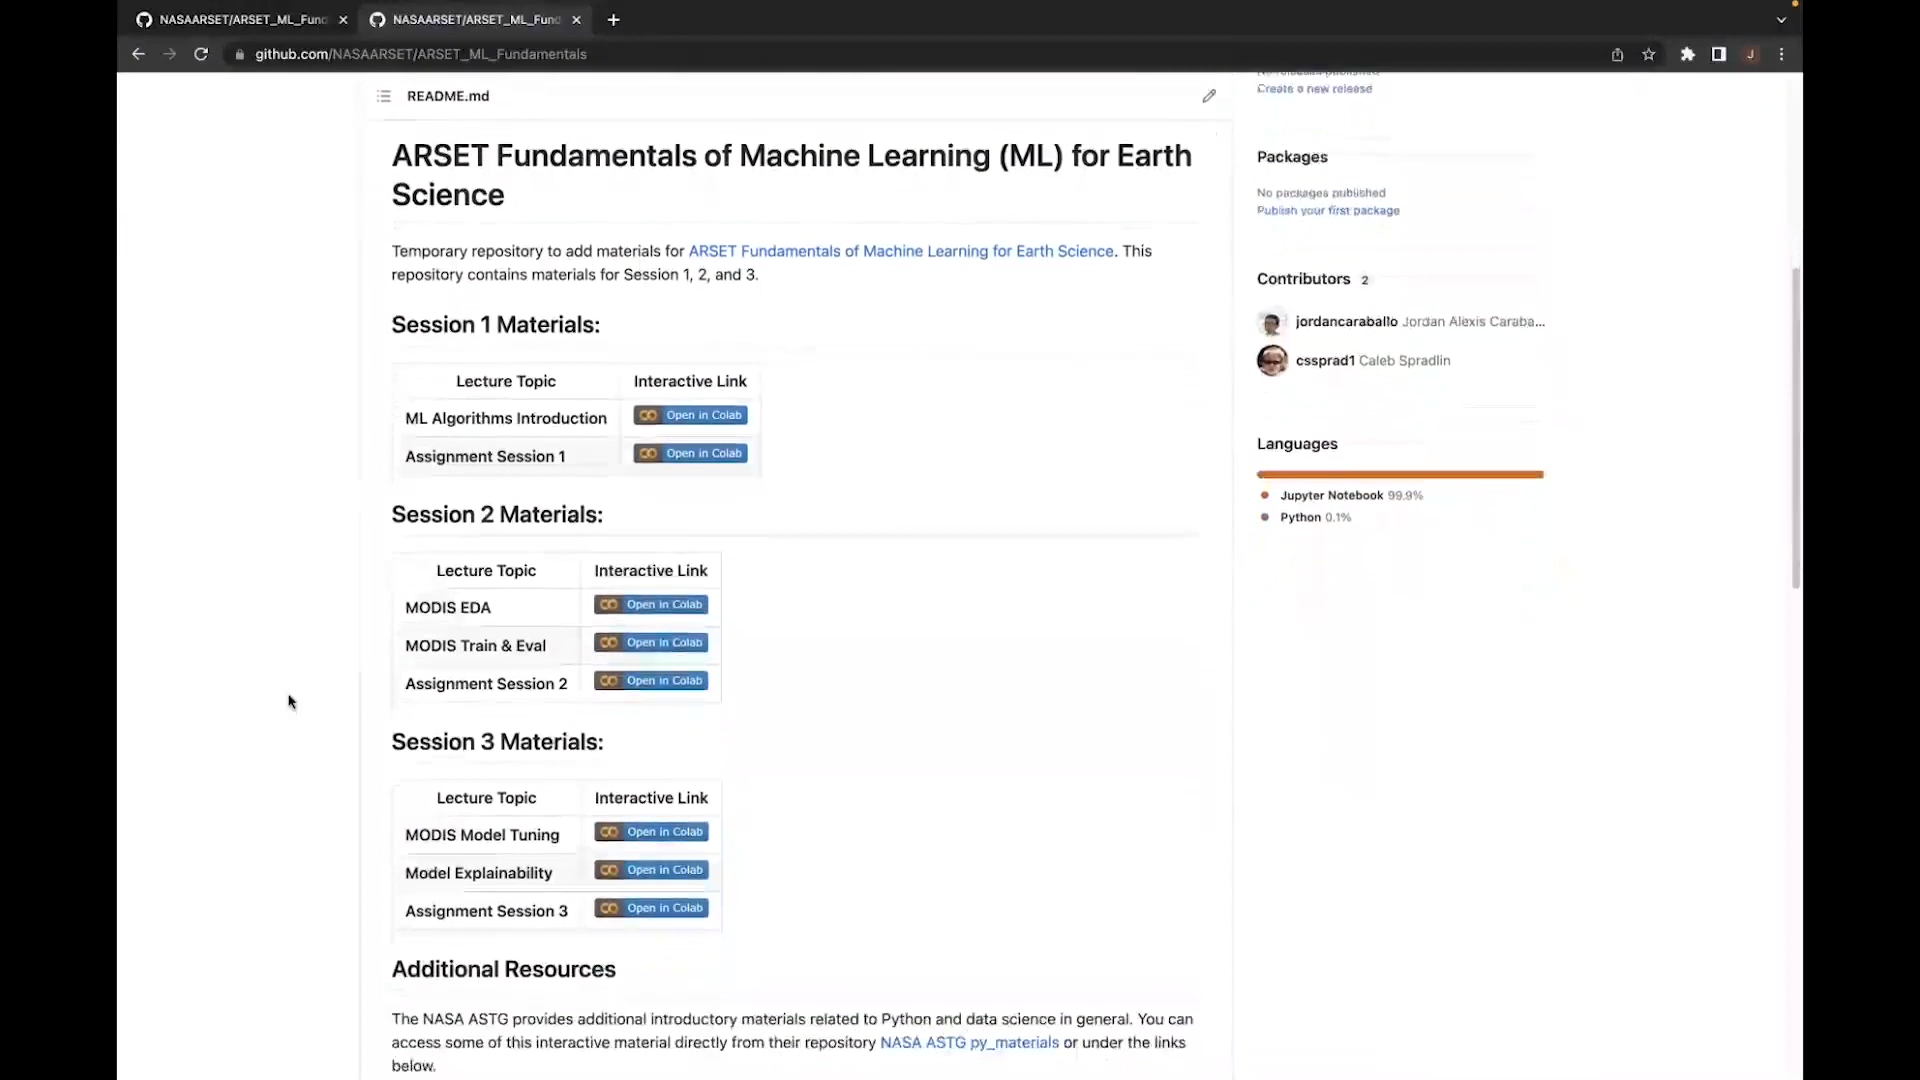 NASAARSET/ARSET_ML_Fund
NASAARSET/ARSET_ML_Fund
github.com/NASAARSET/ARSET_ML_Fundamentals
J
README.md
ARSET Fundamentals of Machine Learning (ML) for Earth
Science
Temporary repository to add materials for ARSET Fundamentals of Machine Learning for Earth Science. This
repository contains materials for Session 1, 2, and 3.
Session 1 Materials:
Lecture Topic Interactive Link
ML Algorithms Introduction Open in Colab
Assignment Session 1 Open in Colab
Session 2 Materials:
Lecture Topic Interactive Link
MODIS EDA Open in Colab
MODIS Train & Eval Open in Colab
Assignment Session 2 Open in Colab
Session 3 Materials:
Lecture Topic Interactive Link
MODIS Model Tuning Open in Colab
Model Explainability Open in Colab
Assignment Session 3 Open in Colab
Additional Resources
The NASA ASTG provides additional introductory materials related to Python and data science in general. You can
access some of this interactive material directly from their repository NASA ASTG py_materials or under the links
below.
Create a new release
Packages
No packages published
Publish your first package
Contributors 2
jordancaraballo Jordan Alexis Caraba...
cssprad1 Caleb Spradlin
Languages
Jupyter Notebook 99.9%
Python 0.1%